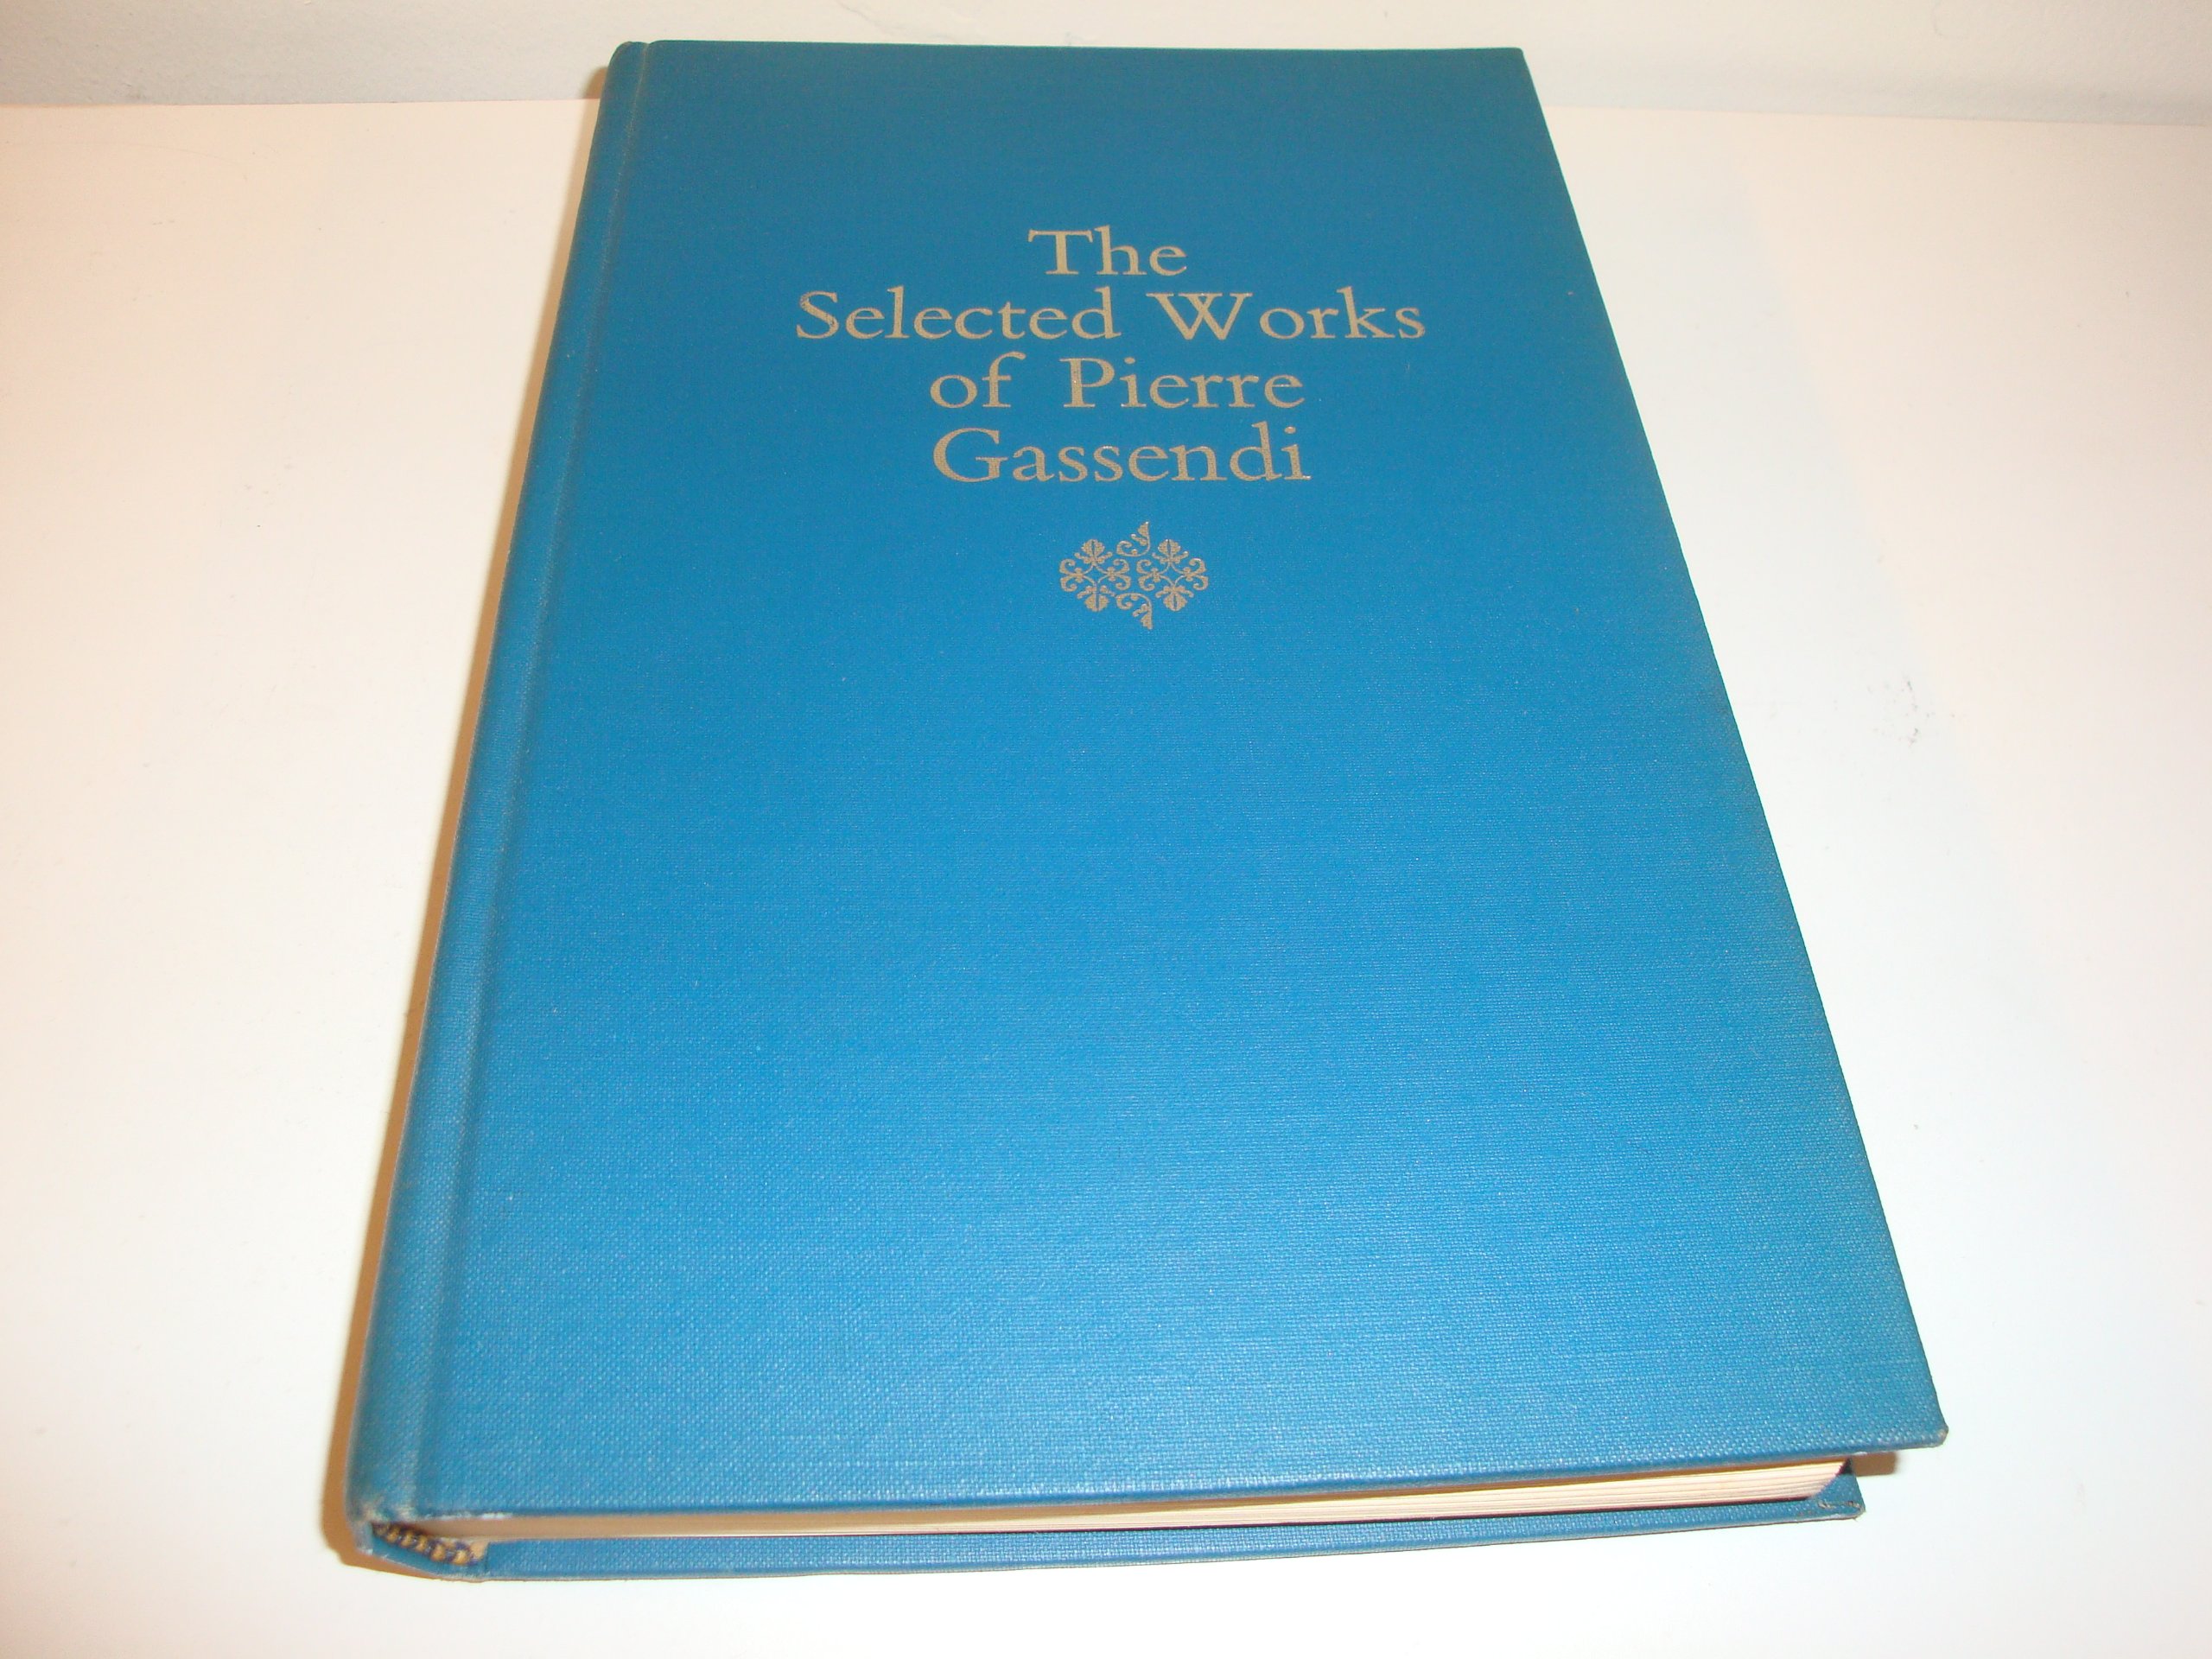 The
Selected Works
of Pierre
Gassendi